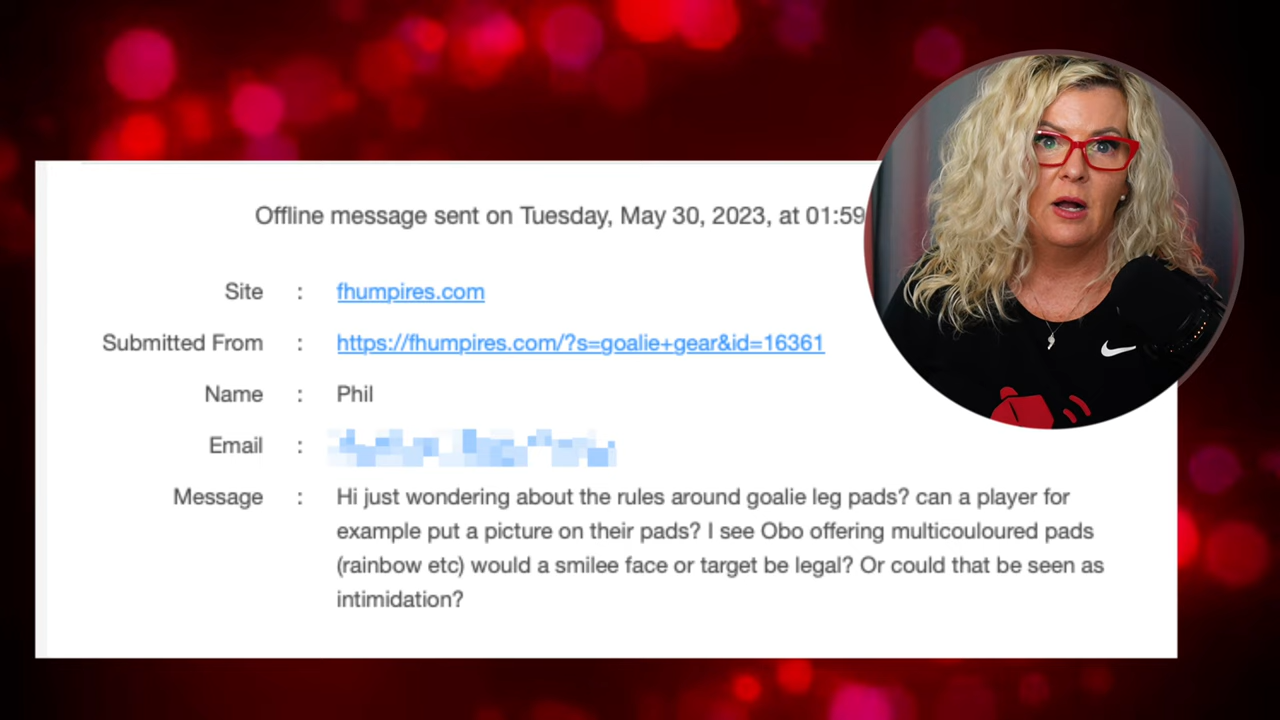 Offline message sent on Tuesday, May 30, 2023, at 01:59
Site : fhumpires.com
Submitted From : https://fhumpires.com/?s=goalie+gear&id=16361
Name : Phil
Email :
Message : Hi just wondering about the rules around goalie leg pads? can a player for
example put a picture on their pads? I see Obo offering multicouloured pads
(rainbow etc) would a smilee face or target be legal? Or could that be seen as
intimidation?